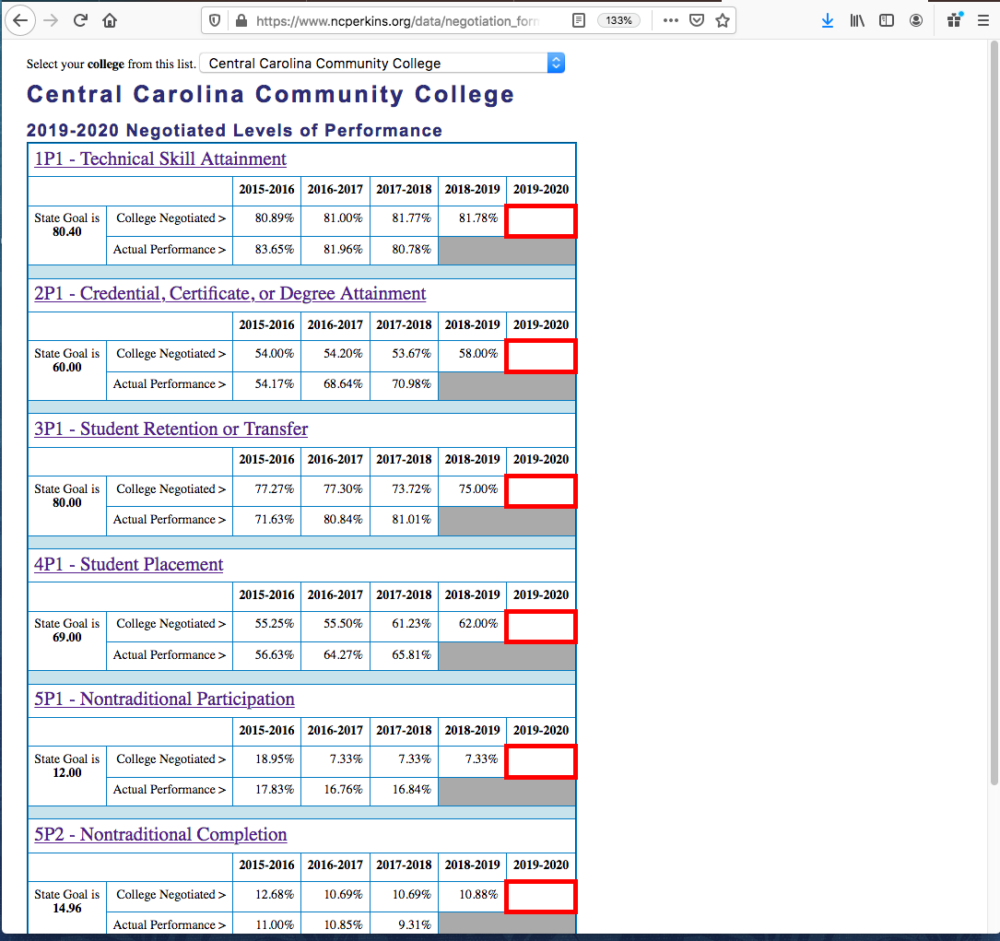 https://www.ncperkins.org/data/negotiation_for
133%
Select your college from this list. Central Carolina Community College
Central Carolina Community College
2019-2020 Negotiated Levels of Performance
1P1 - Technical Skill Attainment
2015-2016 2016-2017 2017-2018 2018-2019 2019-2020
State Goal is 80.40 College Negotiated > 80.89% 81.00% 81.77% 81.78%
Actual Performance > 83.65% 81.96% 80.78%
2P1 - Credential, Certificate, or Degree Attainment
2015-2016 2016-2017 2017-2018 2018-2019 2019-2020
State Goal is 60.00 College Negotiated > 54.00% 54.20% 53.67% 58.00%
Actual Performance > 54.17% 68.64% 70.98%
3P1 - Student Retention or Transfer
2015-2016 2016-2017 2017-2018 2018-2019 2019-2020
State Goal is 80.00 College Negotiated > 77.27% 77.30% 73.72% 75.00%
Actual Performance > 71.63% 80.84% 81.01%
4P1 - Student Placement
2015-2016 2016-2017 2017-2018 2018-2019 2019-2020
State Goal is 69.00 College Negotiated > 55.25% 55.50% 61.23% 62.00%
Actual Performance > 56.63% 64.27% 65.81%
5P1 - Nontraditional Participation
2015-2016 2016-2017 2017-2018 2018-2019 2019-2020
State Goal is 12.00 College Negotiated > 18.95% 7.33% 7.33% 7.33%
Actual Performance > 17.83% 16.76% 16.84%
5P2 - Nontraditional Completion
2015-2016 2016-2017 2017-2018 2018-2019 2019-2020
State Goal is 14.96 College Negotiated > 12.68% 10.69% 10.69% 10.88%
Actual Performance > 11.00% 10.85% 9.31%